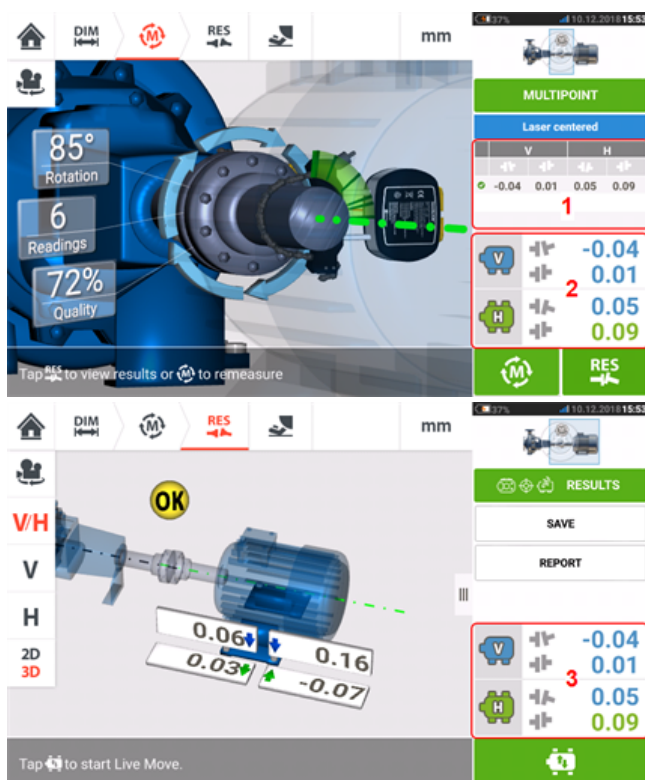 DIM
M
RES
mm
37%
10.12.2018 15:53
MULTIPOINT
Laser centered
V H
-0.04 0.01 0.05 0.09
1
85°
Rotation
6
Readings
72%
Quality
V
-0.04
0.01
2
H
0.05
0.09
Tap RES to view results or M to remeasure
M
RES
DIM
M
RES
mm
37%
10.12.2018 15:53
RESULTS
SAVE
REPORT
V/H
V
H
2D
3D
OK
0.06
0.16
0.03
-0.07
V
-0.04
0.01
3
H
0.05
0.09
Tap to start Live Move.